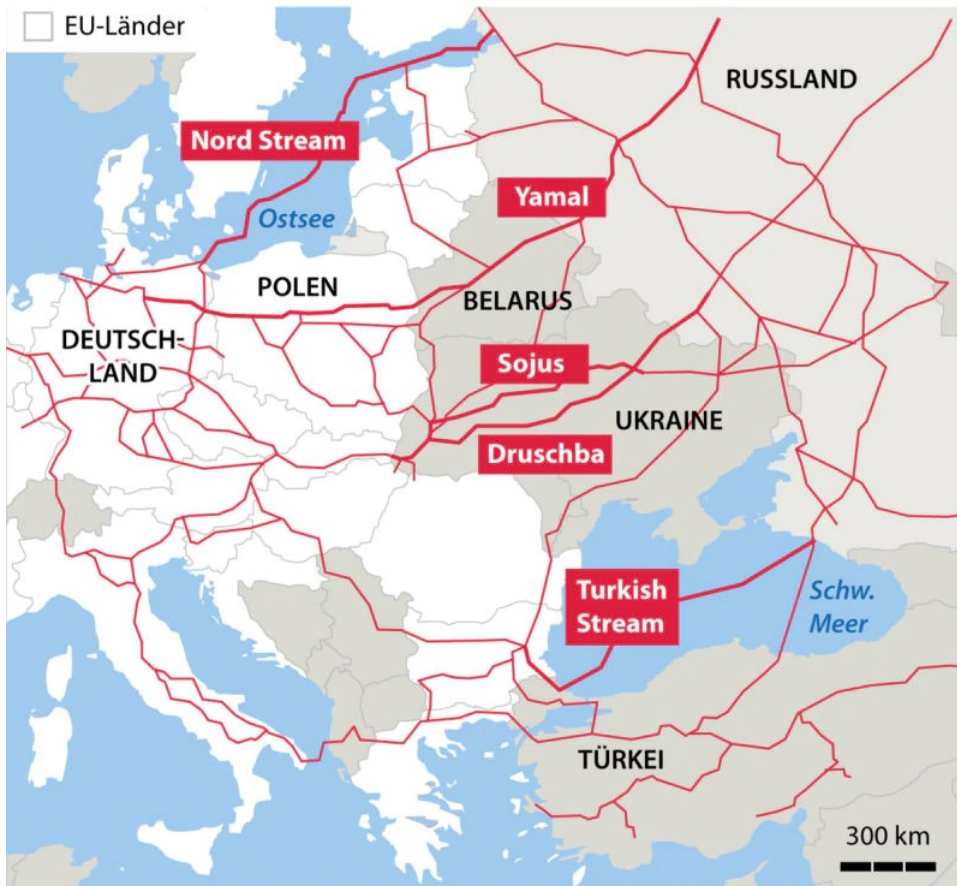 EU-Länder
RUSSLAND
Nord Stream
Yamal
Ostsee
POLEN
BELARUS
DEUTSCH-
LAND
Sojus
UKRAINE
Druschba
Turkish
Stream
Schw.
Meer
TÜRKEI
300 km